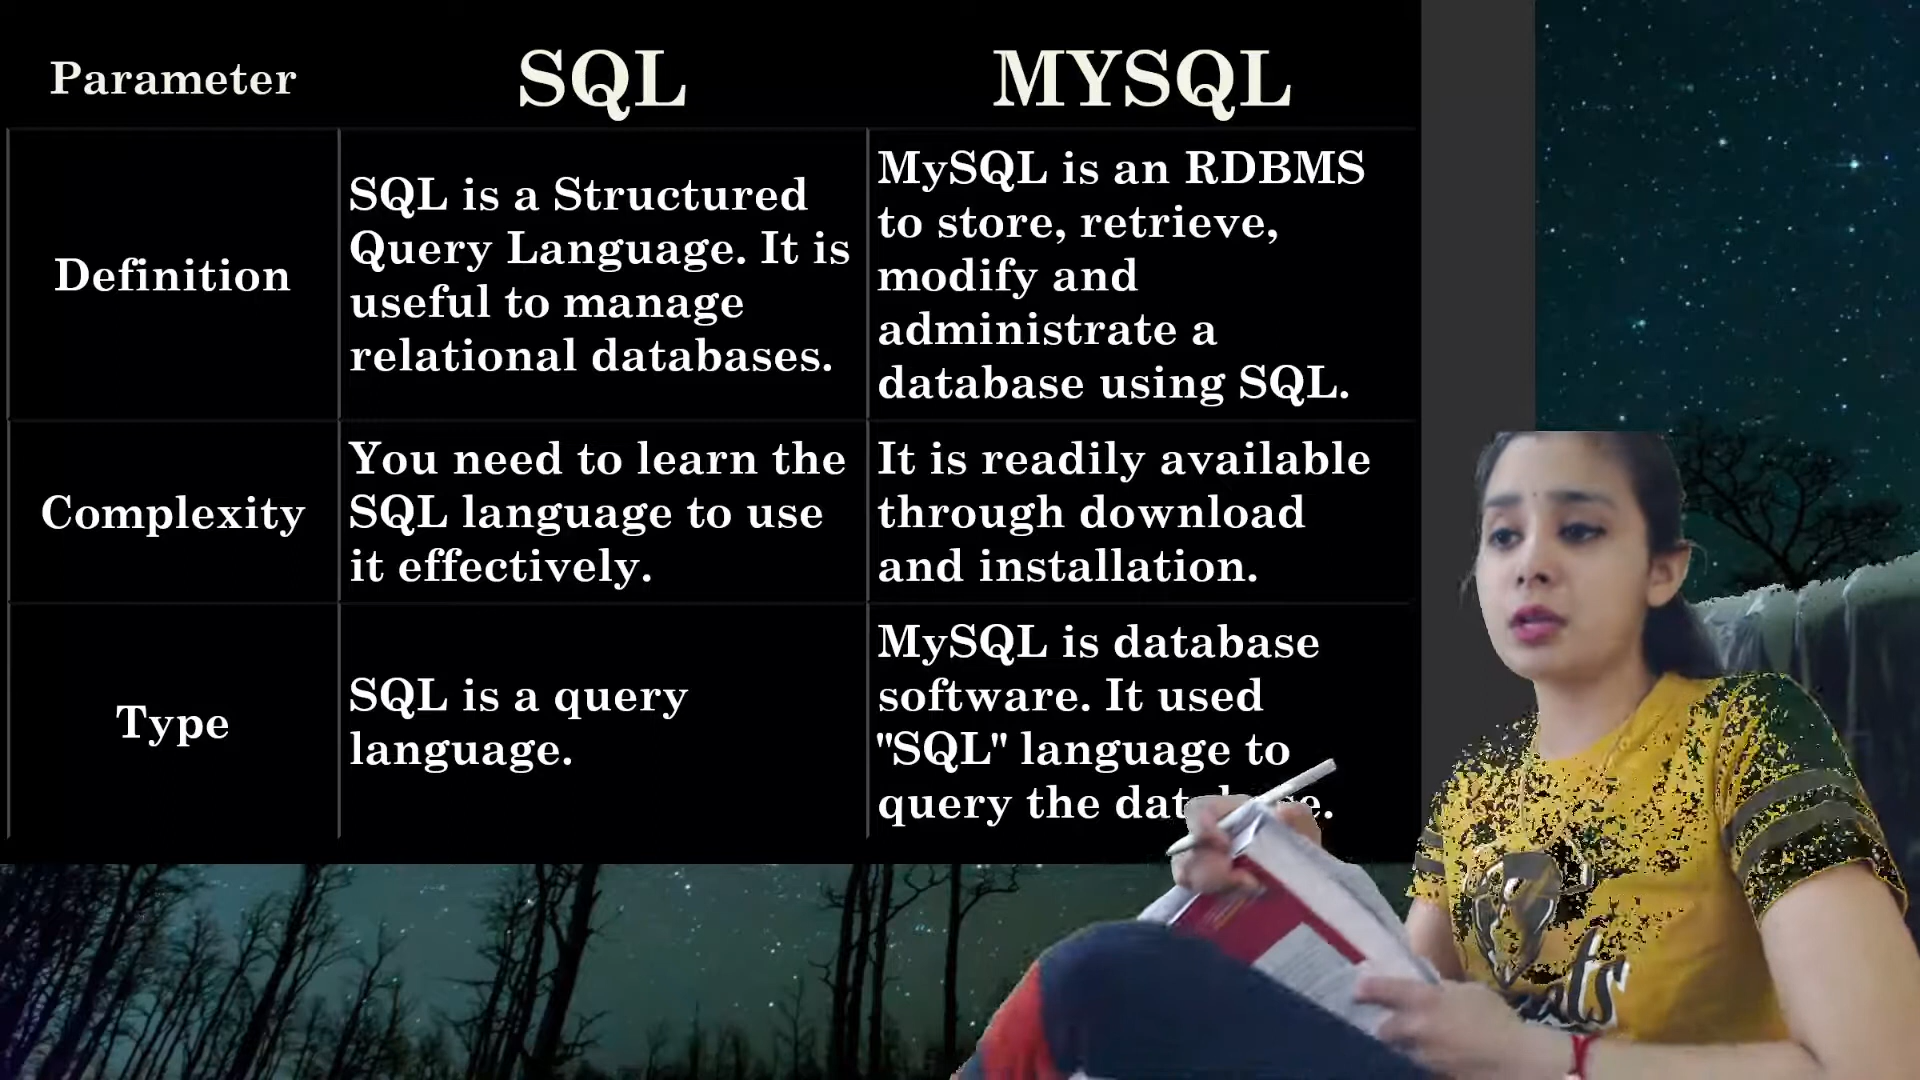 Parameter
SQL
MYSQL
Definition
SQL is a Structured
Query Language. It is
useful to manage
relational databases.
MySQL is an RDBMS
to store, retrieve,
modify and
administrate a
database using SQL.
Complexity
You need to learn the
SQL language to use
it effectively.
It is readily available
through download
and installation.
Type
SQL is a query
language.
MySQL is database
software. It used
"SQL" language to
query the